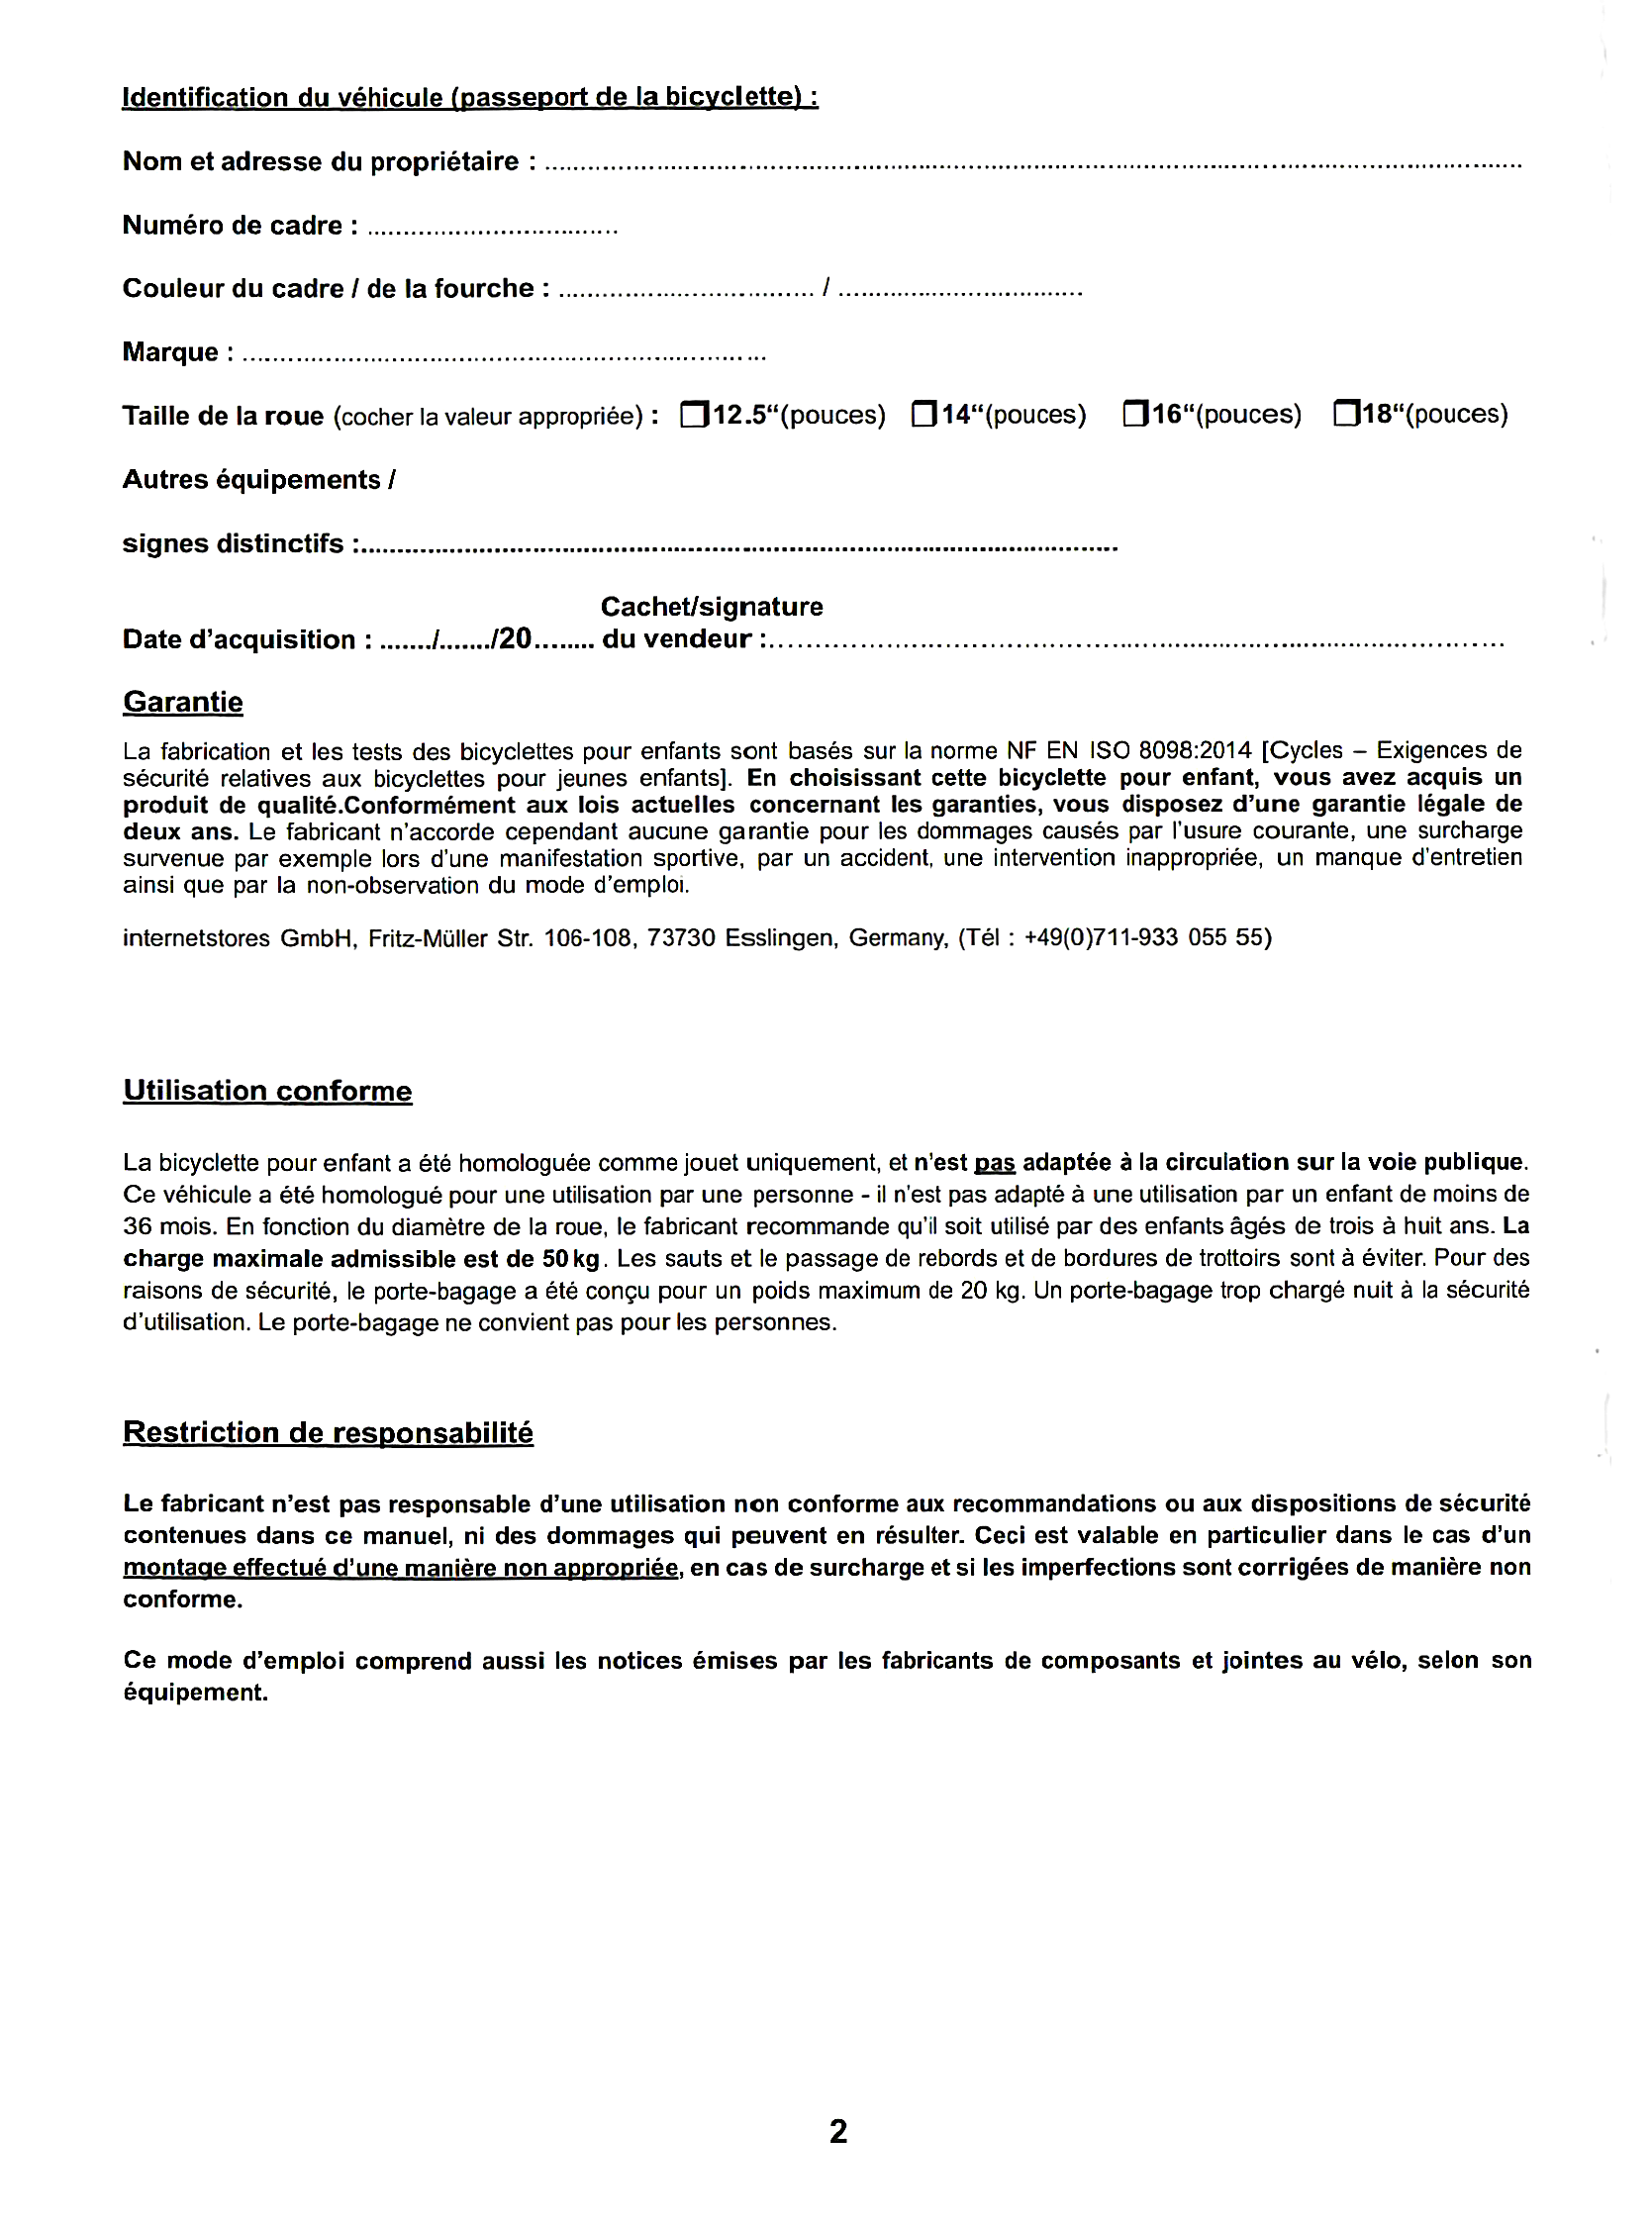 Identification du véhicule (passeport de la bicyclette) :
Nom et adresse du propriétaire : ........................................................................................................................................
Numéro de cadre : ..................................
Couleur du cadre / de la fourche : .................................. / .................................
Marque : .......................................................................
Taille de la roue (cocher la valeur appropriée) : ❒12.5“(pouces) ❒14“(pouces) ❒16“(pouces) ❒18“(pouces)
Autres équipements /
signes distinctifs :.......................................................................................................
Cachet/signature
Date d’acquisition : ......./......./20........ du vendeur :................................................................................................
Garantie
La fabrication et les tests des bicyclettes pour enfants sont basés sur la norme NF EN ISO 8098:2014 [Cycles – Exigences de
sécurité relatives aux bicyclettes pour jeunes enfants]. En choisissant cette bicyclette pour enfant, vous avez acquis un
produit de qualité.Conformément aux lois actuelles concernant les garanties, vous disposez d’une garantie légale de
deux ans. Le fabricant n’accorde cependant aucune garantie pour les dommages causés par l’usure courante, une surcharge
survenue par exemple lors d’une manifestation sportive, par un accident, une intervention inappropriée, un manque d’entretien
ainsi que par la non-observation du mode d’emploi.
internetstores GmbH, Fritz-Müller Str. 106-108, 73730 Esslingen, Germany, (Tél : +49(0)711-933 055 55)
Utilisation conforme
La bicyclette pour enfant a été homologuée comme jouet uniquement, et n’est pas adaptée à la circulation sur la voie publique.
Ce véhicule a été homologué pour une utilisation par une personne - il n’est pas adapté à une utilisation par un enfant de moins de
36 mois. En fonction du diamètre de la roue, le fabricant recommande qu’il soit utilisé par des enfants âgés de trois à huit ans. La
charge maximale admissible est de 50 kg. Les sauts et le passage de rebords et de bordures de trottoirs sont à éviter. Pour des
raisons de sécurité, le porte-bagage a été conçu pour un poids maximum de 20 kg. Un porte-bagage trop chargé nuit à la sécurité
d’utilisation. Le porte-bagage ne convient pas pour les personnes.
Restriction de responsabilité
Le fabricant n’est pas responsable d’une utilisation non conforme aux recommandations ou aux dispositions de sécurité
contenues dans ce manuel, ni des dommages qui peuvent en résulter. Ceci est valable en particulier dans le cas d’un
montage effectué d’une manière non appropriée, en cas de surcharge et si les imperfections sont corrigées de manière non
conforme.
Ce mode d’emploi comprend aussi les notices émises par les fabricants de composants et jointes au vélo, selon son
équipement.
2